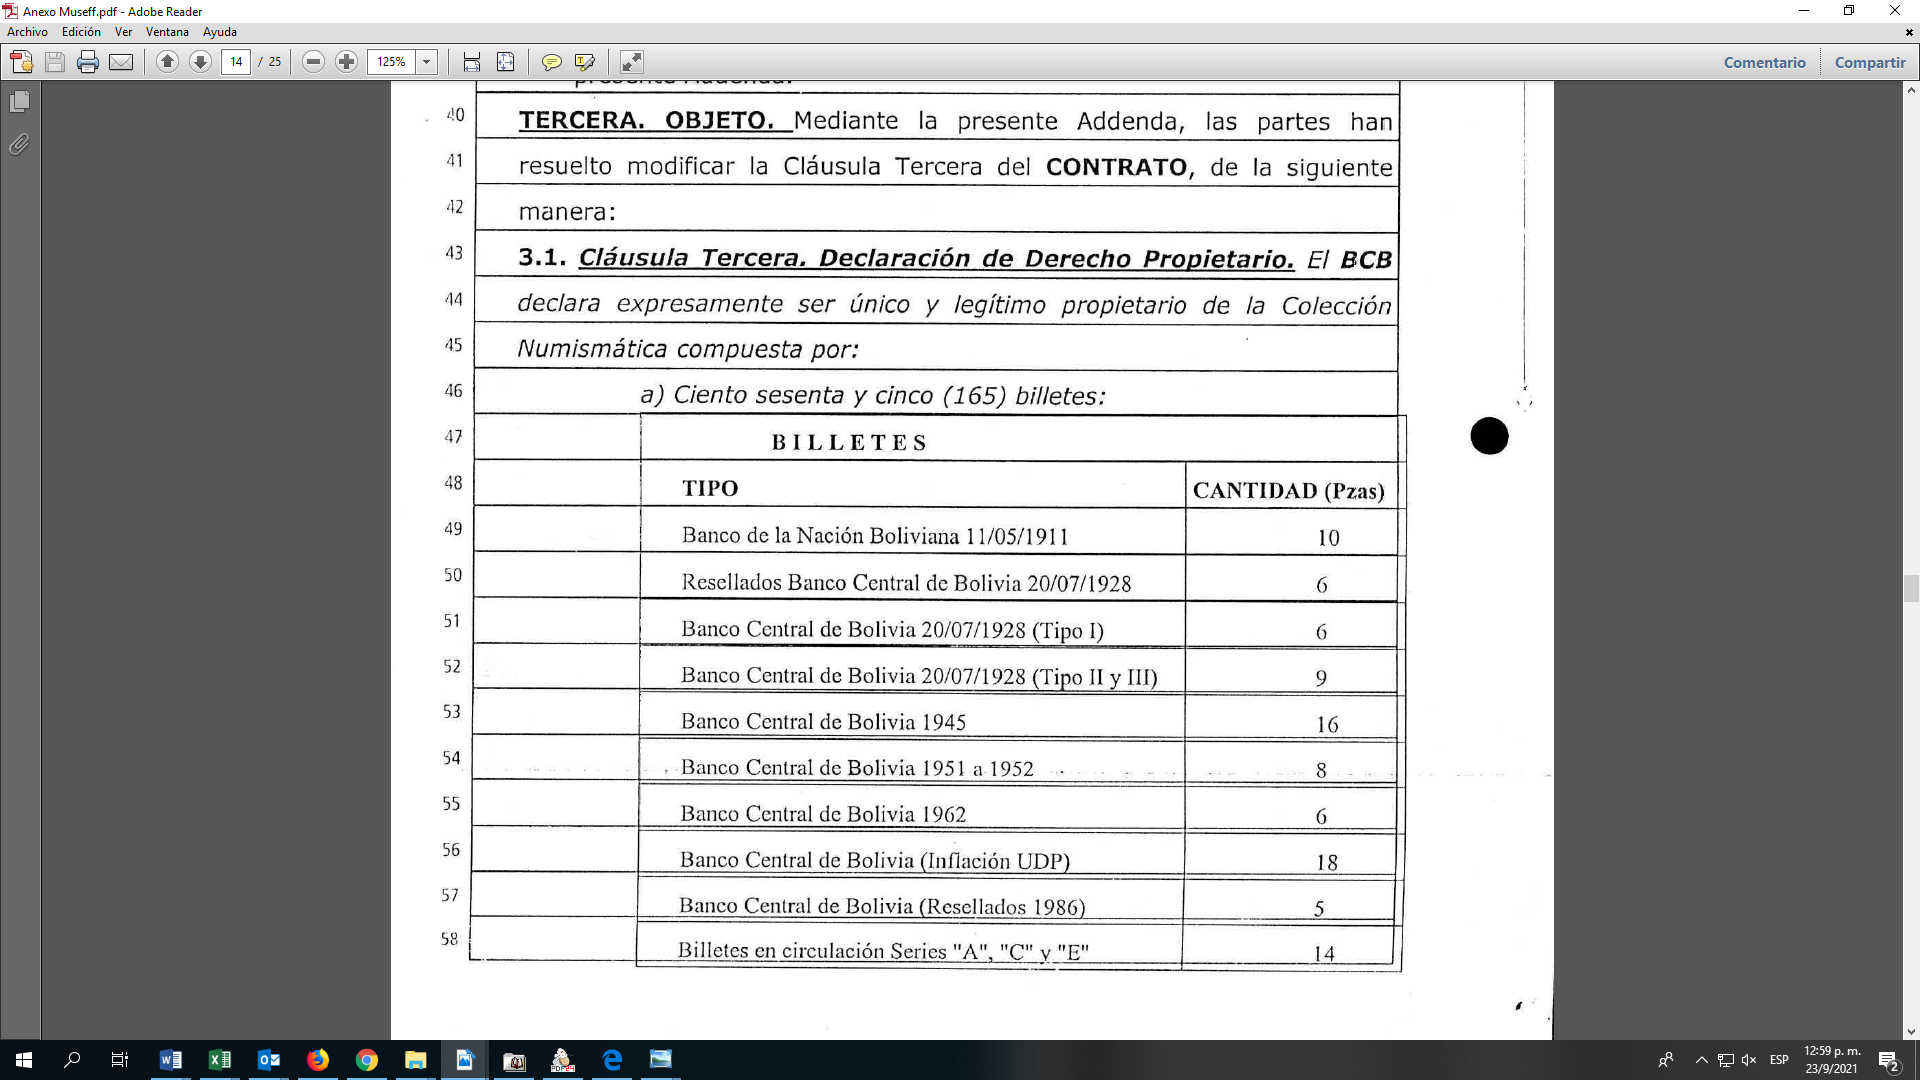 Anexo Museff.pdf - Adobe Reader
Archivo Edición Ver Ventana Ayuda
14 / 25 125% Comentario Compartir
presente Addenda.
40 TERCERA. OBJETO. Mediante la presente Addenda, las partes han
41 resuelto modificar la Cláusula Tercera del CONTRATO, de la siguiente
42 manera:
43 3.1. Cláusula Tercera. Declaración de Derecho Propietario. El BCB
44 declara expresamente ser único y legítimo propietario de la Colección
45 Numismática compuesta por:
46 a) Ciento sesenta y cinco (165) billetes:
47 BILLETES
48 TIPO CANTIDAD (Pzas)
49 Banco de la Nación Boliviana 11/05/1911 10
50 Resellados Banco Central de Bolivia 20/07/1928 6
51 Banco Central de Bolivia 20/07/1928 (Tipo I) 6
52 Banco Central de Bolivia 20/07/1928 (Tipo II y III) 9
53 Banco Central de Bolivia 1945 16
54 Banco Central de Bolivia 1951 a 1952 8
55 Banco Central de Bolivia 1962 6
56 Banco Central de Bolivia (Inflación UDP) 18
57 Banco Central de Bolivia (Resellados 1986) 5
58 Billetes en circulación Series "A", "C" y "E" 14
ESP 12:59 p. m.
23/9/2021 2